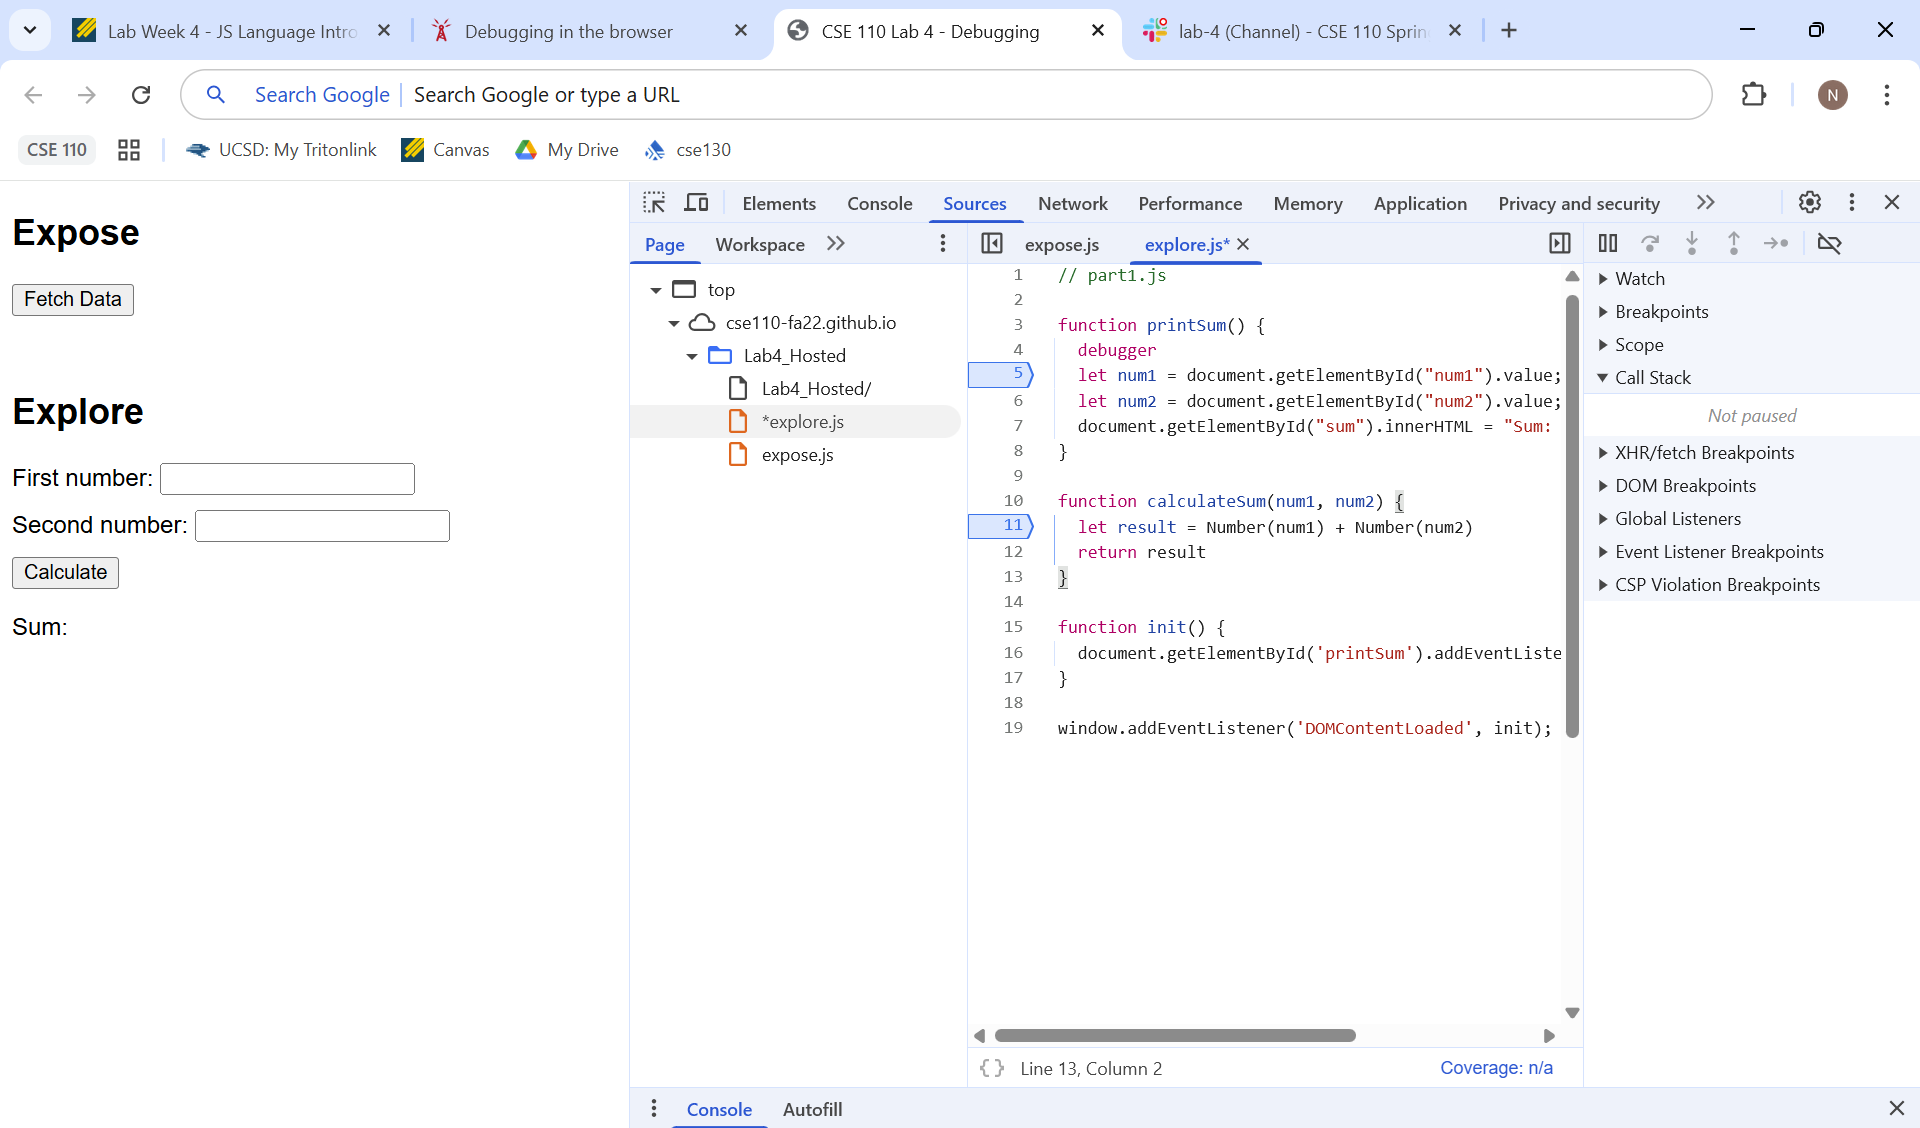 Lab Week 4 - JS Language Intro
Debugging in the browser
CSE 110 Lab 4 - Debugging
lab-4 (Channel) - CSE 110 Sprin
Search Google
Search Google or type a URL
N
CSE 110
UCSD: My Tritonlink
Canvas
My Drive
cse130
Expose
Fetch Data
Explore
First number:
Second number:
Calculate
Sum:
Elements
Console
Sources
Network
Performance
Memory
Application
Privacy and security
Page
Workspace
top
cse110-fa22.github.io
Lab4_Hosted
Lab4_Hosted/
*explore.js
expose.js
expose.js
explore.js*
1 // part1.js
2
3 function printSum() {
4 debugger
5 let num1 = document.getElementById("num1").value;
6 let num2 = document.getElementById("num2").value;
7 document.getElementById("sum").innerHTML = "Sum:
8 }
9
10 function calculateSum(num1, num2) {
11 let result = Number(num1) + Number(num2)
12 return result
13 }
14
15 function init() {
16 document.getElementById('printSum').addEventListe
17 }
18
19 window.addEventListener('DOMContentLoaded', init);
{ } Line 13, Column 2
Coverage: n/a
Watch
Breakpoints
Scope
Call Stack
Not paused
XHR/fetch Breakpoints
DOM Breakpoints
Global Listeners
Event Listener Breakpoints
CSP Violation Breakpoints
Console
Autofill